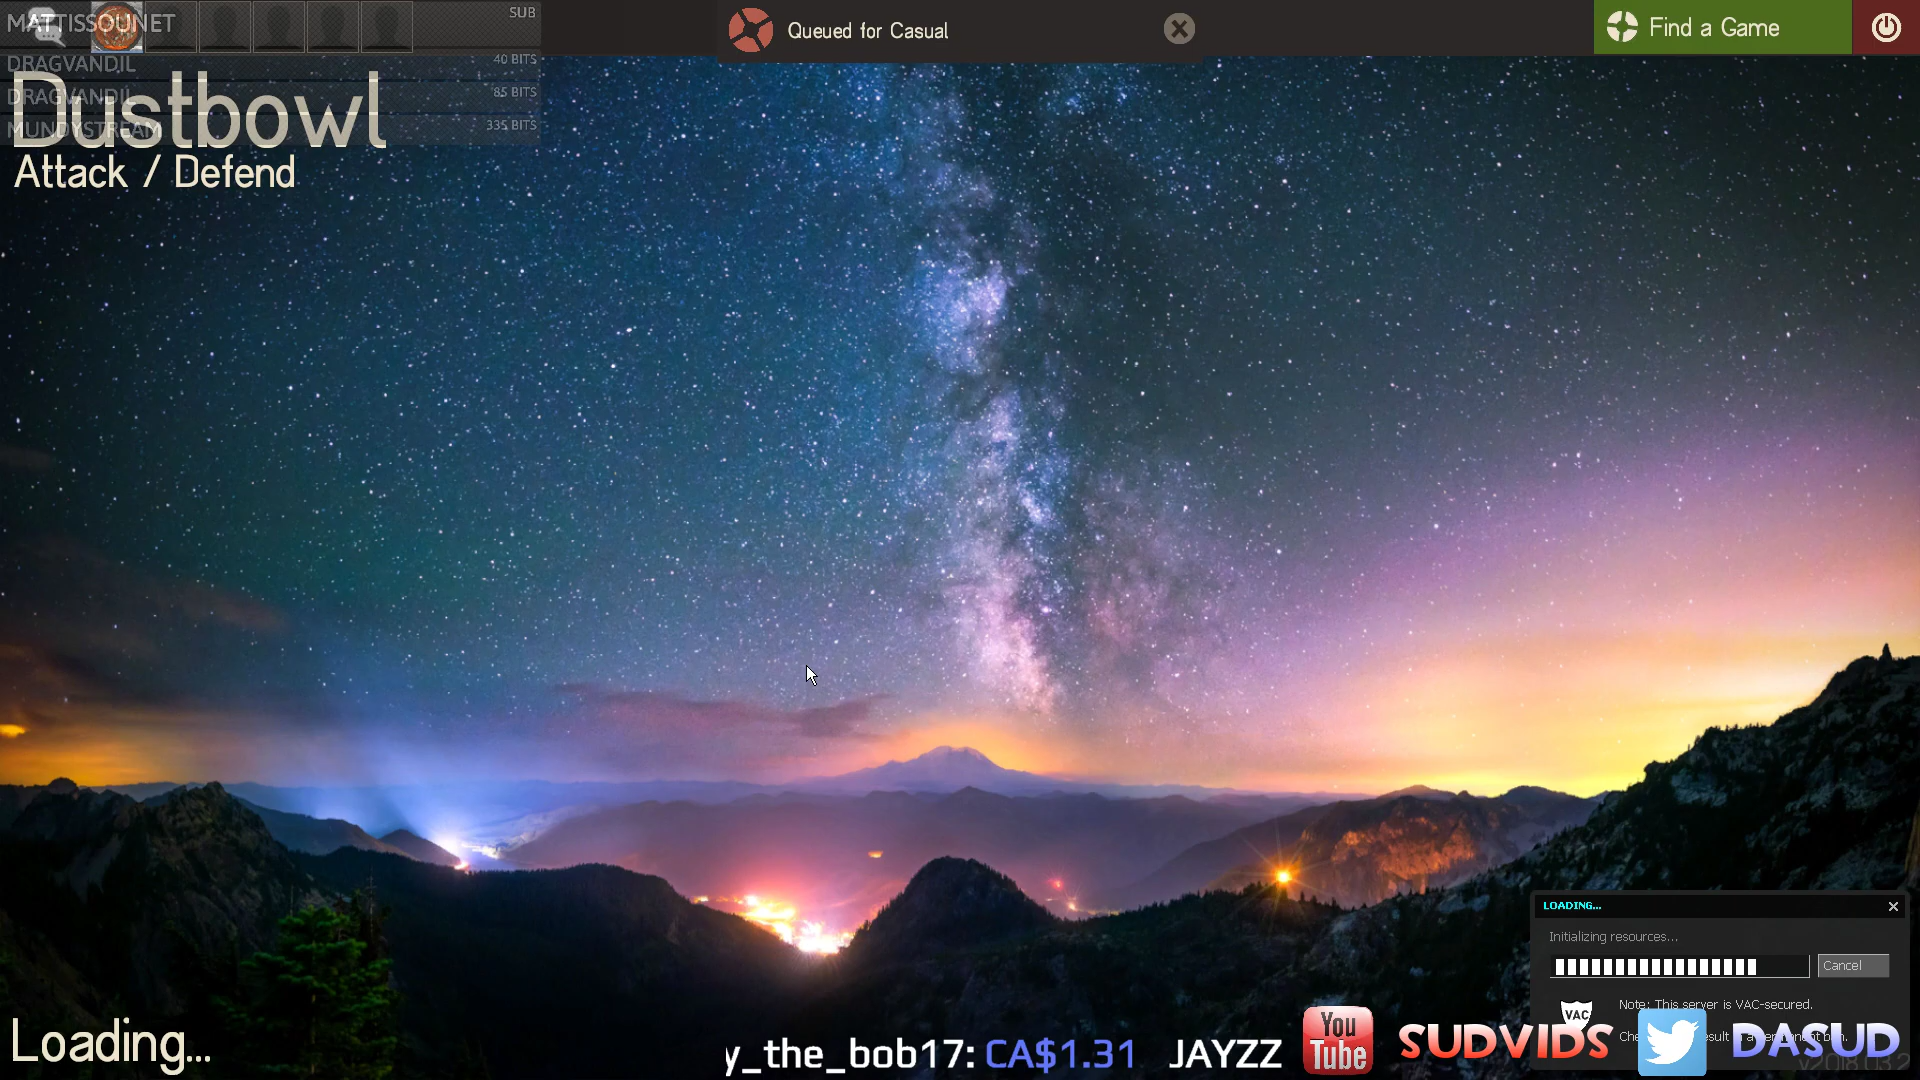 MATTISSOUNET
SUB
DRAGVANDIL
40 BITS
DRAGVANDIL
85 BITS
MUNDYSTREAM
335 BITS
Dustbowl
Attack / Defend
Queued for Casual
Find a Game
LOADING...
Initializing resources...
Cancel
VAC
Note: This server is VAC-secured.
Loading...
y_the_bob17: CA$1.31 JAYZZ
You
Tube
SUDVIDS
DASUD